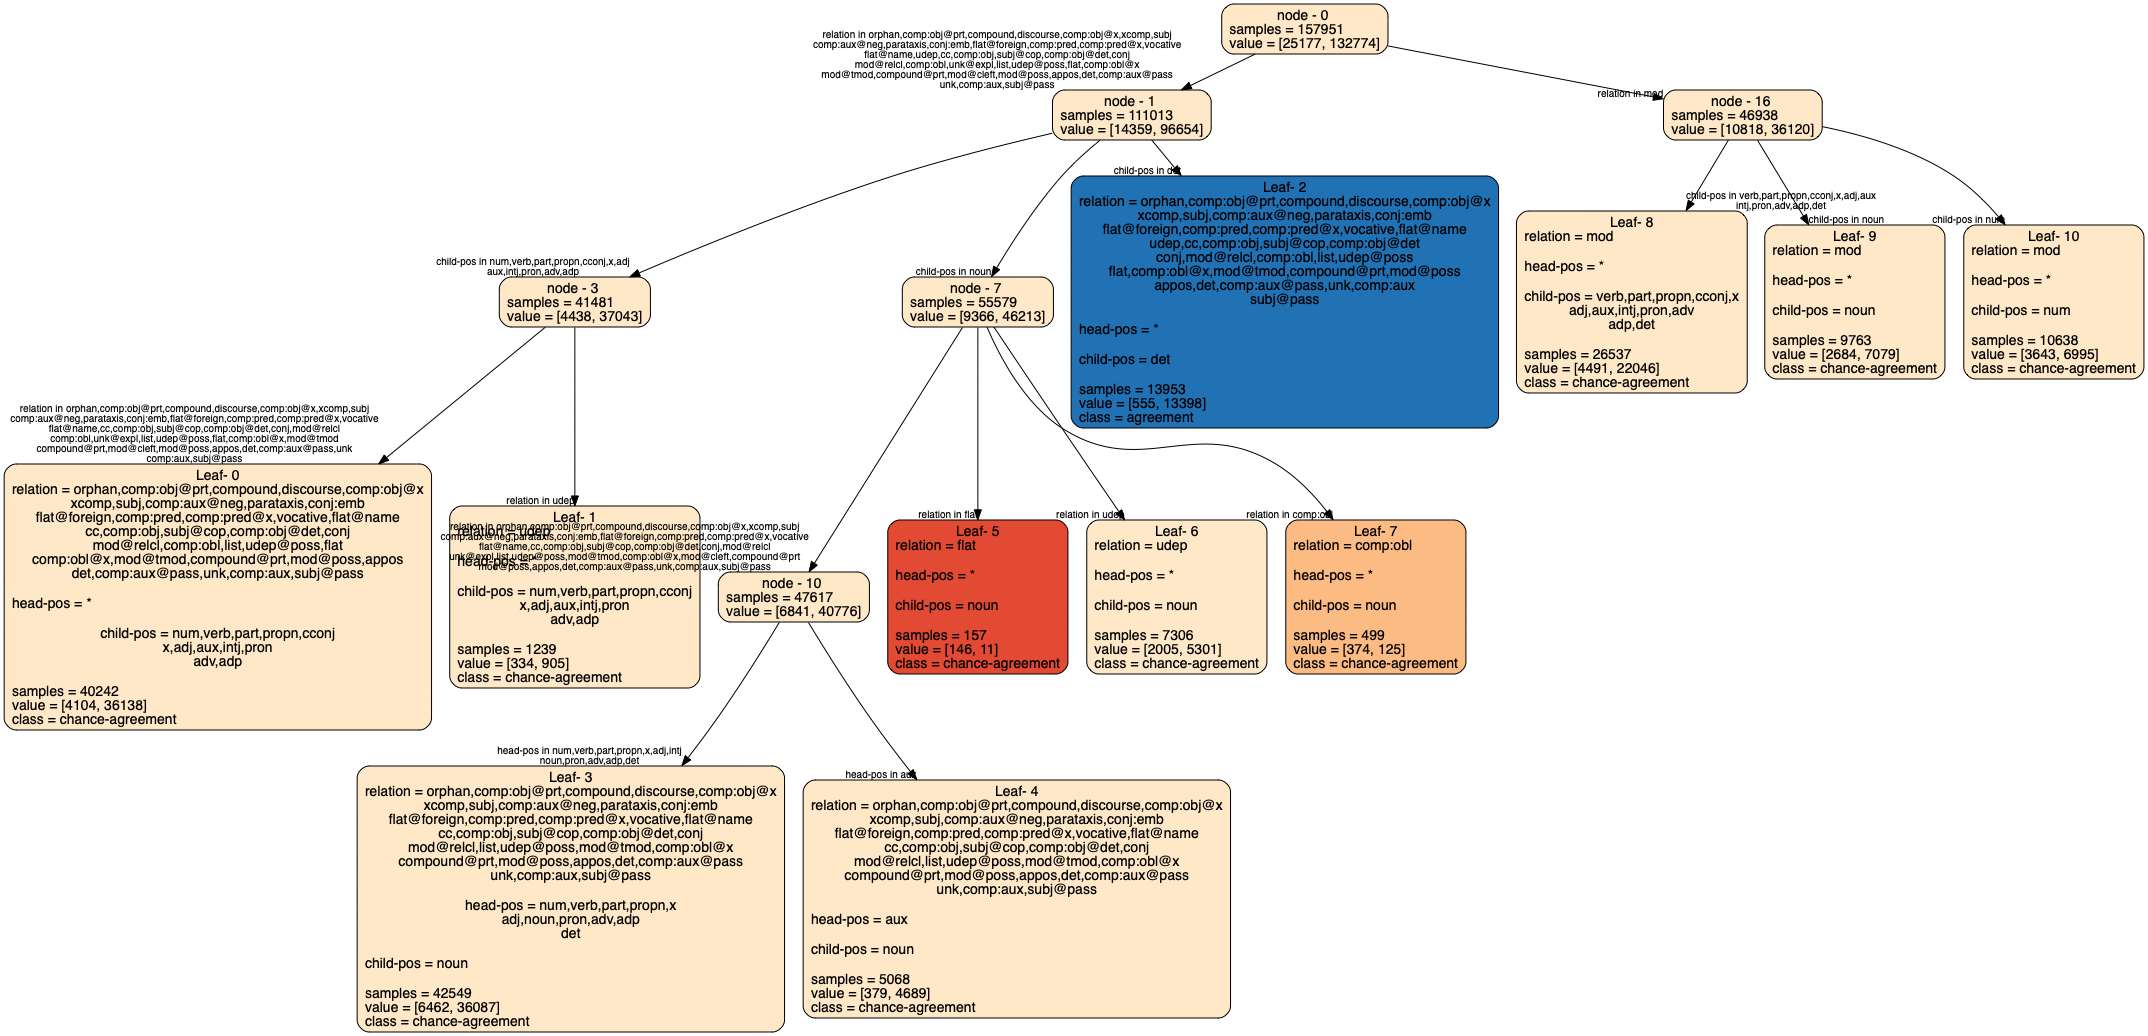 node - 0
samples = 157951
value = [25177, 132774]
relation in orphan,comp:obj@prt,compound,discourse,comp:obj@x,xcomp,subj
comp:aux@neg,parataxis,conj:emb,flat@foreign,comp:pred,comp:pred@x,vocative
flat@name,udep,cc,comp:obj,subj@cop,comp:obj@det,conj
mod@relcl,comp:obl,unk@expl,list,udep@poss,flat,comp:obl@x
mod@tmod,compound@prt,mod@cleft,mod@poss,appos,det,comp:aux@pass
unk,comp:aux,subj@pass
node - 1
samples = 111013
value = [14359, 96654]
relation in mod
node - 16
samples = 46938
value = [10818, 36120]
child-pos in num,verb,part,propn,cconj,x,adj
aux,intj,pron,adv,adp
node - 3
samples = 41481
value = [4438, 37043]
child-pos in noun
node - 7
samples = 55579
value = [9366, 46213]
child-pos in det
Leaf- 2
relation = orphan,comp:obj@prt,compound,discourse,comp:obj@x
xcomp,subj,comp:aux@neg,parataxis,conj:emb
flat@foreign,comp:pred,comp:pred@x,vocative,flat@name
udep,cc,comp:obj,subj@cop,comp:obj@det
conj,mod@relcl,comp:obl,list,udep@poss
flat,comp:obl@x,mod@tmod,compound@prt,mod@poss
appos,det,comp:aux@pass,unk,comp:aux
subj@pass
head-pos = *
child-pos = det
samples = 13953
value = [555, 13398]
class = agreement
child-pos in verb,part,propn,cconj,x,adj,aux
intj,pron,adv,adp,det
Leaf- 8
relation = mod
head-pos = *
child-pos = verb,part,propn,cconj,x
adj,aux,intj,pron,adv
adp,det
samples = 26537
value = [4491, 22046]
class = chance-agreement
child-pos in noun
Leaf- 9
relation = mod
head-pos = *
child-pos = noun
samples = 9763
value = [2684, 7079]
class = chance-agreement
child-pos in num
Leaf- 10
relation = mod
head-pos = *
child-pos = num
samples = 10638
value = [3643, 6995]
class = chance-agreement
relation in orphan,comp:obj@prt,compound,discourse,comp:obj@x,xcomp,subj
comp:aux@neg,parataxis,conj:emb,flat@foreign,comp:pred,comp:pred@x,vocative
flat@name,cc,comp:obj,subj@cop,comp:obj@det,conj,mod@relcl
comp:obl,unk@expl,list,udep@poss,flat,comp:obl@x,mod@tmod
compound@prt,mod@cleft,mod@poss,appos,det,comp:aux@pass,unk
comp:aux,subj@pass
Leaf- 0
relation = orphan,comp:obj@prt,compound,discourse,comp:obj@x
xcomp,subj,comp:aux@neg,parataxis,conj:emb
flat@foreign,comp:pred,comp:pred@x,vocative,flat@name
cc,comp:obj,subj@cop,comp:obj@det,conj
mod@relcl,comp:obl,list,udep@poss,flat
comp:obl@x,mod@tmod,compound@prt,mod@poss,appos
det,comp:aux@pass,unk,comp:aux,subj@pass
head-pos = *
child-pos = num,verb,part,propn,cconj
x,adj,aux,intj,pron
adv,adp
samples = 40242
value = [4104, 36138]
class = chance-agreement
relation in udep
Leaf- 1
relation = udep
head-pos = *
child-pos = num,verb,part,propn,cconj
x,adj,aux,intj,pron
adv,adp
samples = 1239
value = [334, 905]
class = chance-agreement
relation in orphan,comp:obj@prt,compound,discourse,comp:obj@x,xcomp,subj
comp:aux@neg,parataxis,conj:emb,flat@foreign,comp:pred,comp:pred@x,vocative
flat@name,cc,comp:obj,subj@cop,comp:obj@det,conj,mod@relcl
unk@expl,list,udep@poss,mod@tmod,comp:obl@x,mod@cleft,compound@prt
mod@poss,appos,det,comp:aux@pass,unk,comp:aux,subj@pass
node - 10
samples = 47617
value = [6841, 40776]
relation in flat
Leaf- 5
relation = flat
head-pos = *
child-pos = noun
samples = 157
value = [146, 11]
class = chance-agreement
relation in udep
Leaf- 6
relation = udep
head-pos = *
child-pos = noun
samples = 7306
value = [2005, 5301]
class = chance-agreement
relation in comp:obl
Leaf- 7
relation = comp:obl
head-pos = *
child-pos = noun
samples = 499
value = [374, 125]
class = chance-agreement
head-pos in num,verb,part,propn,x,adj,intj
noun,pron,adv,adp,det
Leaf- 3
relation = orphan,comp:obj@prt,compound,discourse,comp:obj@x
xcomp,subj,comp:aux@neg,parataxis,conj:emb
flat@foreign,comp:pred,comp:pred@x,vocative,flat@name
cc,comp:obj,subj@cop,comp:obj@det,conj
mod@relcl,list,udep@poss,mod@tmod,comp:obl@x
compound@prt,mod@poss,appos,det,comp:aux@pass
unk,comp:aux,subj@pass
head-pos = num,verb,part,propn,x
adj,noun,pron,adv,adp
det
child-pos = noun
samples = 42549
value = [6462, 36087]
class = chance-agreement
head-pos in aux
Leaf- 4
relation = orphan,comp:obj@prt,compound,discourse,comp:obj@x
xcomp,subj,comp:aux@neg,parataxis,conj:emb
flat@foreign,comp:pred,comp:pred@x,vocative,flat@name
cc,comp:obj,subj@cop,comp:obj@det,conj
mod@relcl,list,udep@poss,mod@tmod,comp:obl@x
compound@prt,mod@poss,appos,det,comp:aux@pass
unk,comp:aux,subj@pass
head-pos = aux
child-pos = noun
samples = 5068
value = [379, 4689]
class = chance-agreement